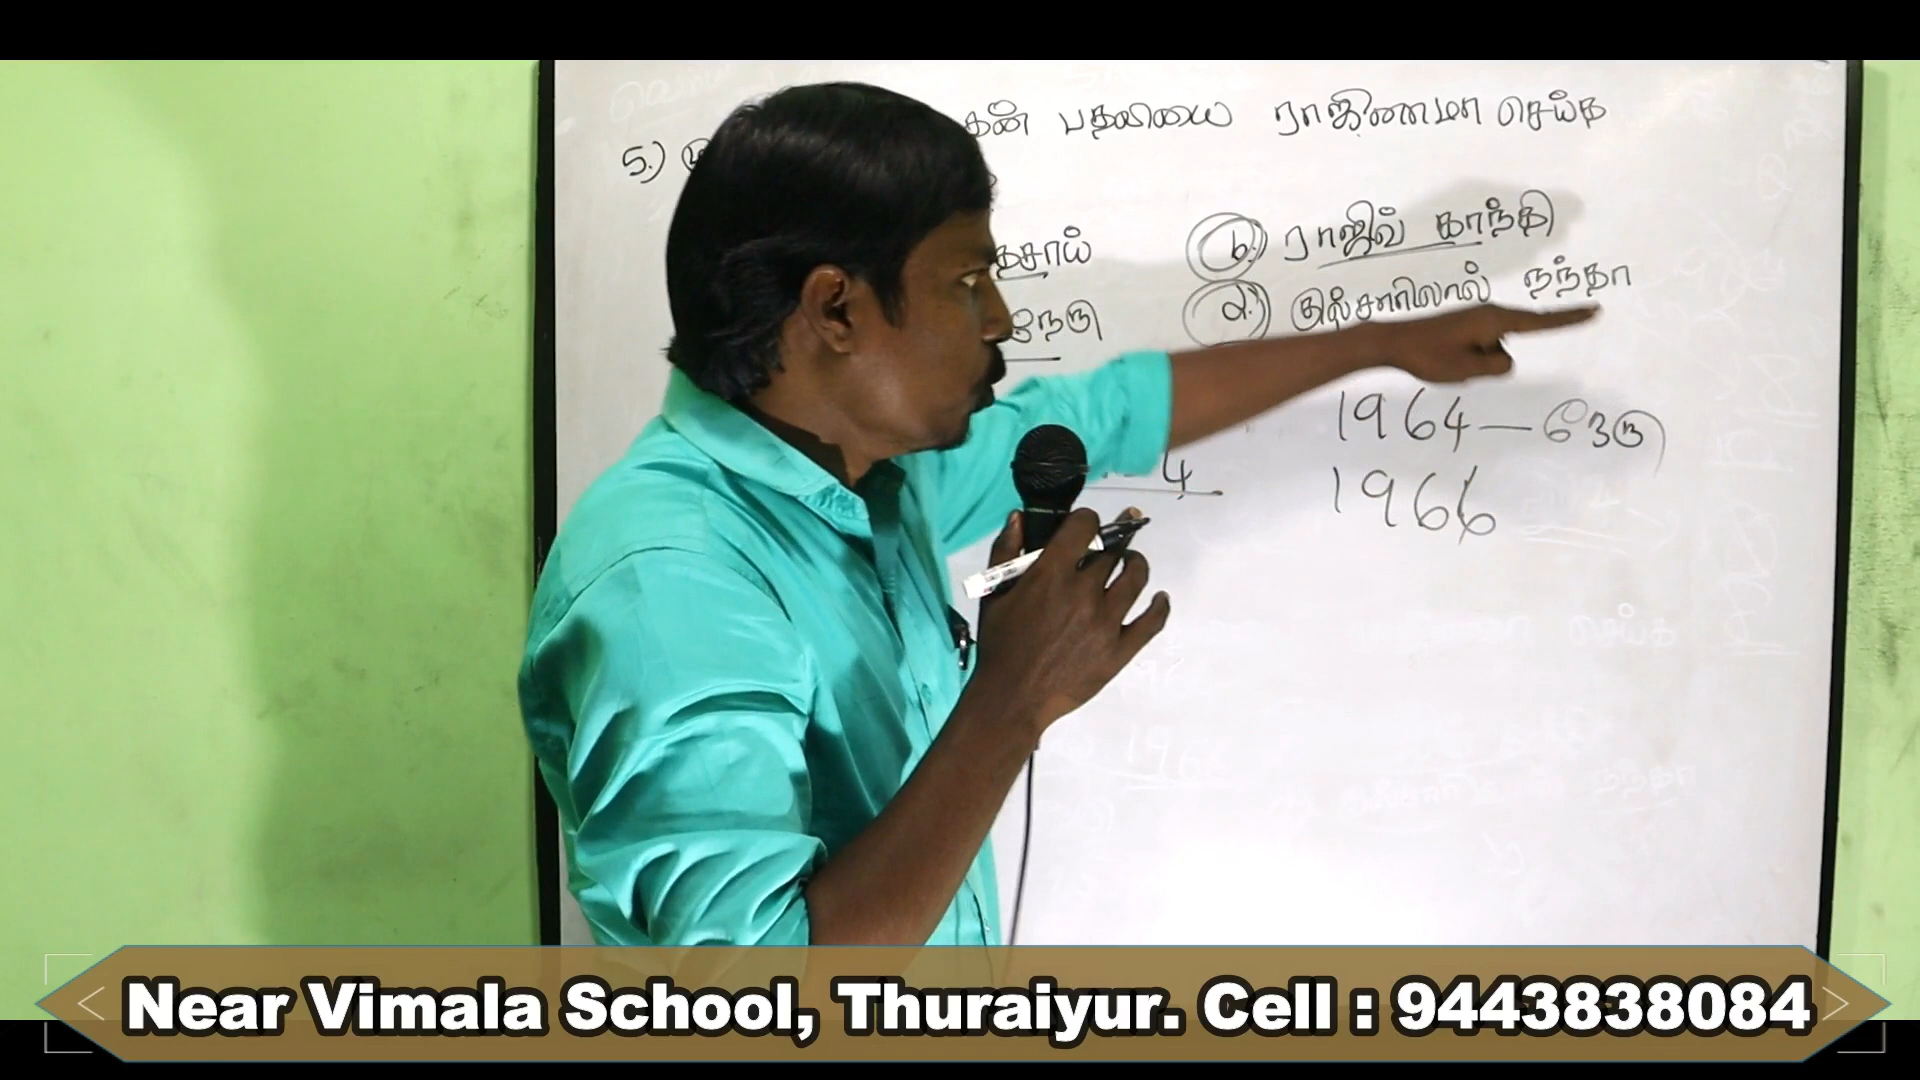 5.) தன் பதவியை ராஜினாமா செய்த
தசாய் b.) ராஜிவ் காந்தி
நேரு d.) குல்சாரிலால் நந்தா
1964 — நேரு
4 1966
Near Vimala School, Thuraiyur. Cell : 9443838084